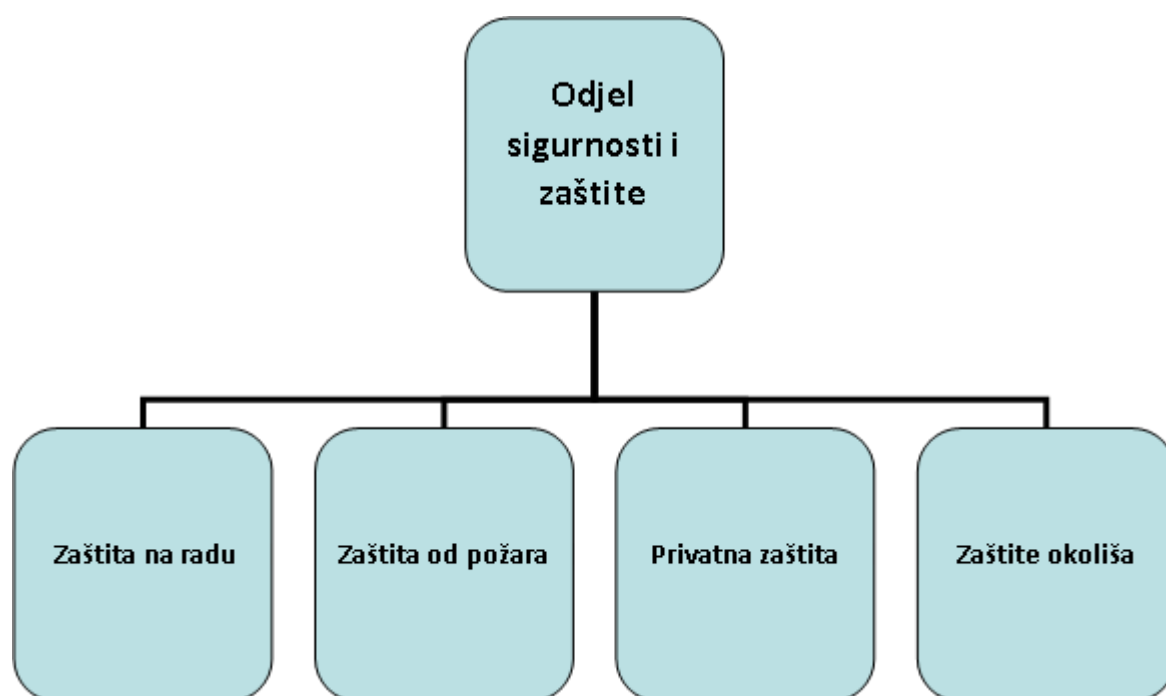 Odjel
sigurnosti i
zaštite
Zaštita na radu
Zaštita od požara
Privatna zaštita
Zaštite okoliša